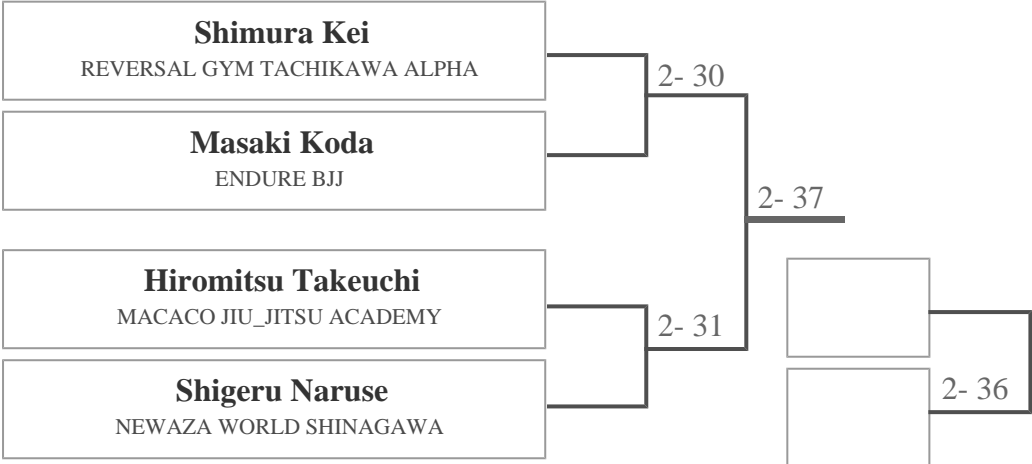 Shimura Kei
REVERSAL GYM TACHIKAWA ALPHA
2- 30
Masaki Koda
ENDURE BJJ
2- 37
Hiromitsu Takeuchi
MACACO JIU_JITSU ACADEMY
2- 31
Shigeru Naruse
NEWAZA WORLD SHINAGAWA
2- 36